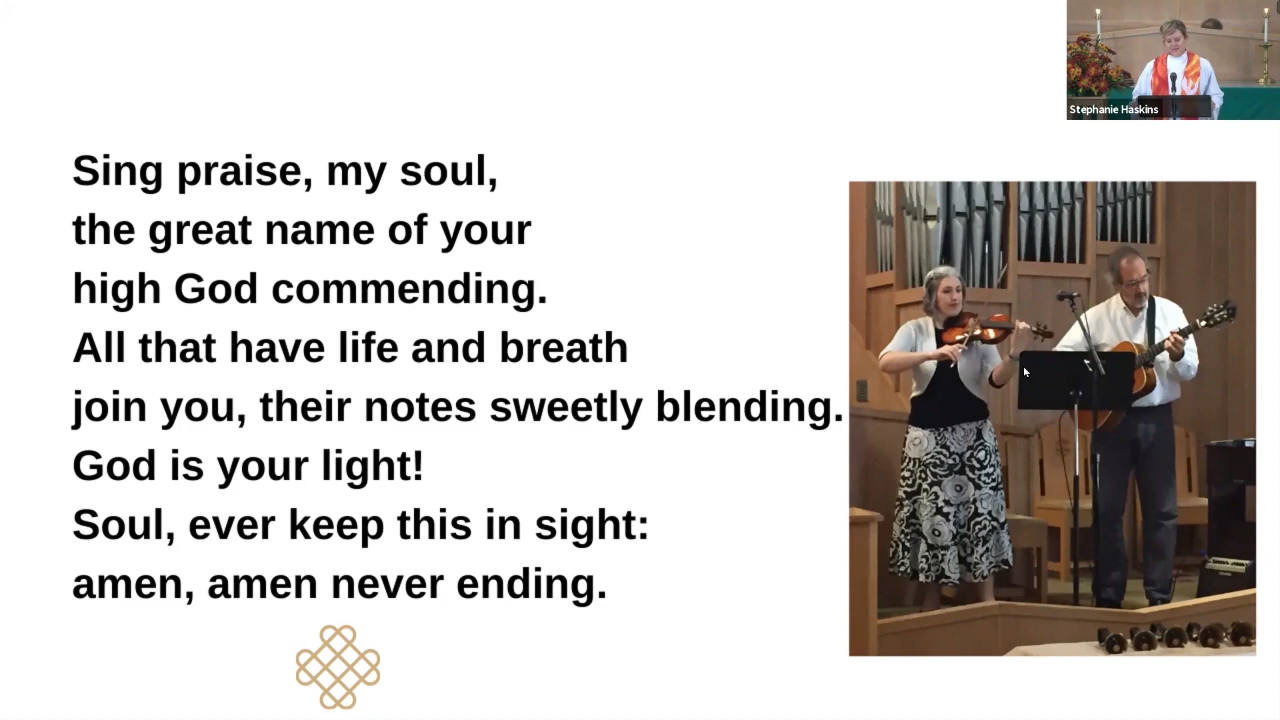 Sing praise, my soul,
the great name of your
high God commending.
All that have life and breath
join you, their notes sweetly blending.
God is your light!
Soul, ever keep this in sight:
amen, amen never ending.
Stephanie Haskins